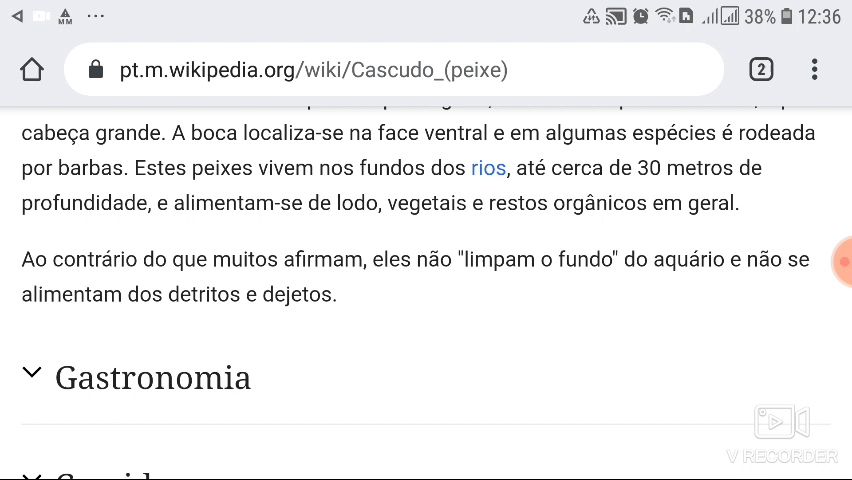 MM
38% 12:36
pt.m.wikipedia.org/wiki/Cascudo_(peixe)
2
cabeça grande. A boca localiza-se na face ventral e em algumas espécies é rodeada
por barbas. Estes peixes vivem nos fundos dos rios, até cerca de 30 metros de
profundidade, e alimentam-se de lodo, vegetais e restos orgânicos em geral.
Ao contrário do que muitos afirmam, eles não "limpam o fundo" do aquário e não se
alimentam dos detritos e dejetos.
Gastronomia
V RECORDER